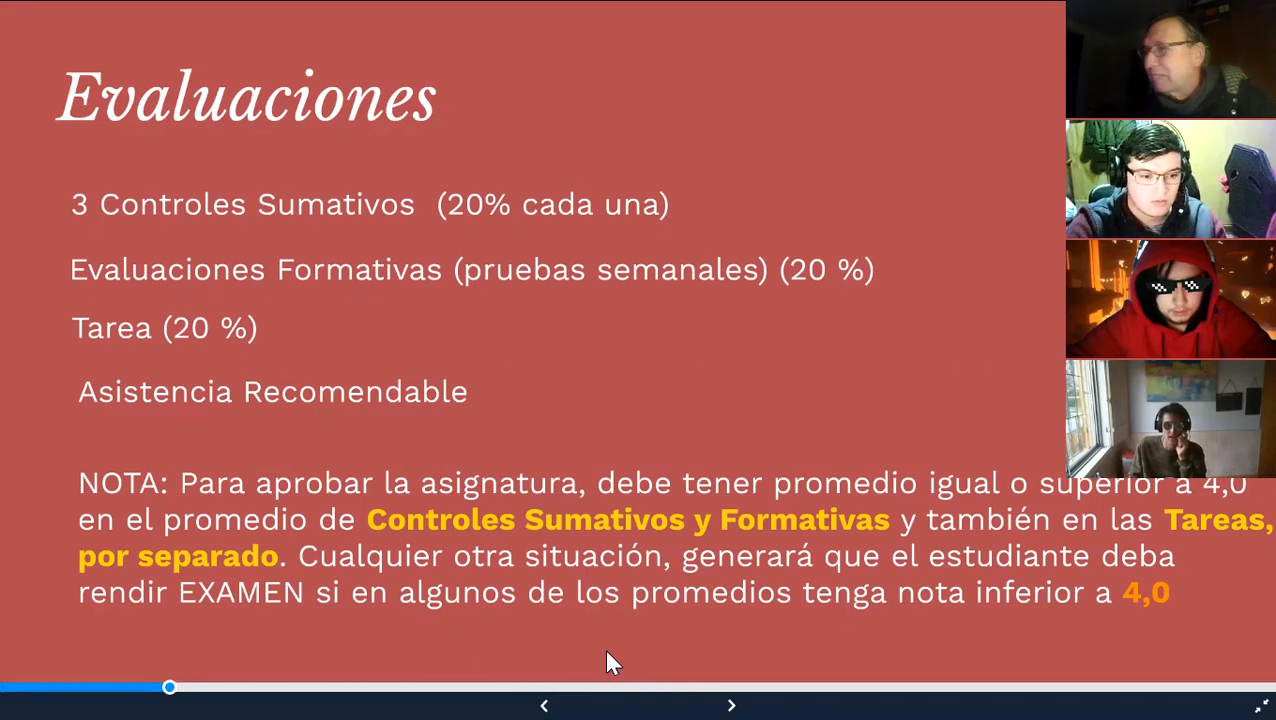 Evaluaciones
3 Controles Sumativos (20% cada una)
Evaluaciones Formativas (pruebas semanales) (20 %)
Tarea (20 %)
Asistencia Recomendable
NOTA: Para aprobar la asignatura, debe tener promedio igual o superior a 4,0
en el promedio de Controles Sumativos y Formativas y también en las Tareas,
por separado. Cualquier otra situación, generará que el estudiante deba
rendir EXAMEN si en algunos de los promedios tenga nota inferior a 4,0